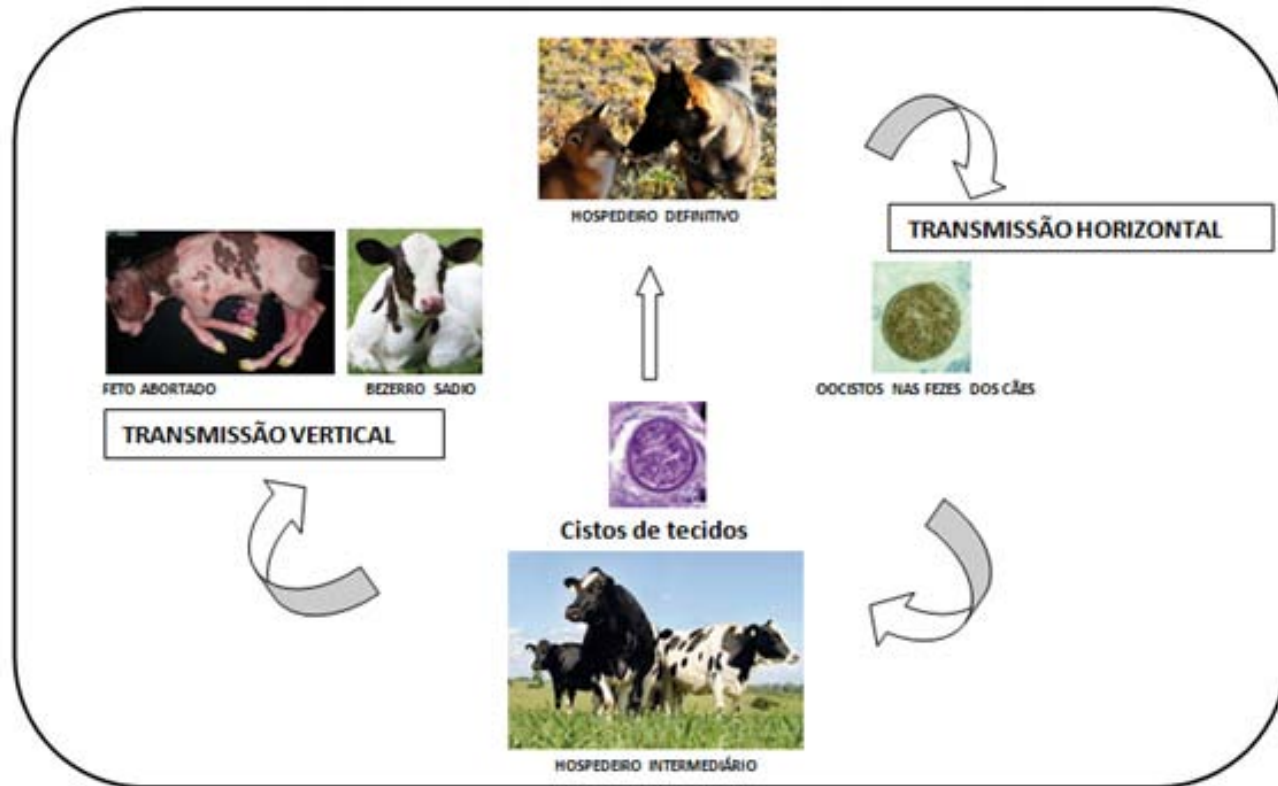 HOSPEDEIRO DEFINITIVO
TRANSMISSÃO HORIZONTAL
FETO ABORTADO
BEZERRO SADIO
OOCISTOS NAS FEZES DOS CÃES
TRANSMISSÃO VERTICAL
Cistos de tecidos
HOSPEDEIRO INTERMEDIÁRIO